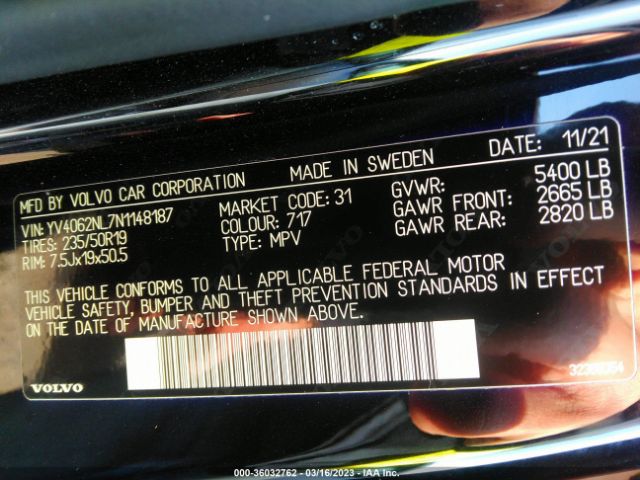 MFD BY VOLVO CAR CORPORATION MADE IN SWEDEN DATE: 11/21
VIN: YV4062NL7N1148187 MARKET CODE: 31 GVWR: 5400 LB
TIRES: 235/50R19 COLOUR: 717 GAWR FRONT: 2665 LB
RIM: 7.5Jx19x50.5 TYPE: MPV GAWR REAR: 2820 LB
THIS VEHICLE CONFORMS TO ALL APPLICABLE FEDERAL MOTOR
VEHICLE SAFETY, BUMPER AND THEFT PREVENTION STANDARDS IN EFFECT
ON THE DATE OF MANUFACTURE SHOWN ABOVE.
VOLVO
000-36032762 - 03/16/2023 - IAA Inc.